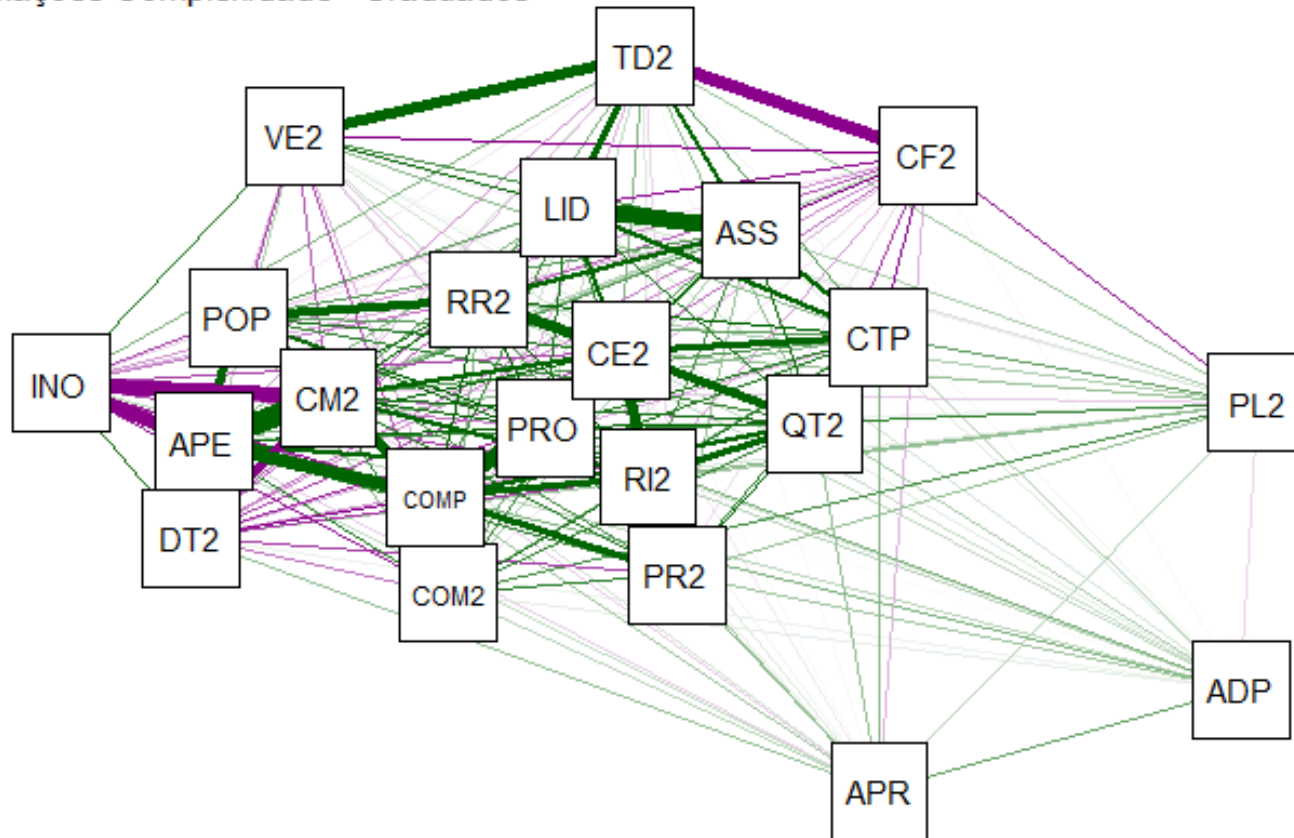 TD2
VE2
CF2
LID
ASS
RR2
POP
CE2
CTP
INO
CM2
PL2
APE
PRO
QT2
RI2
COMP
DT2
PR2
COM2
ADP
APR